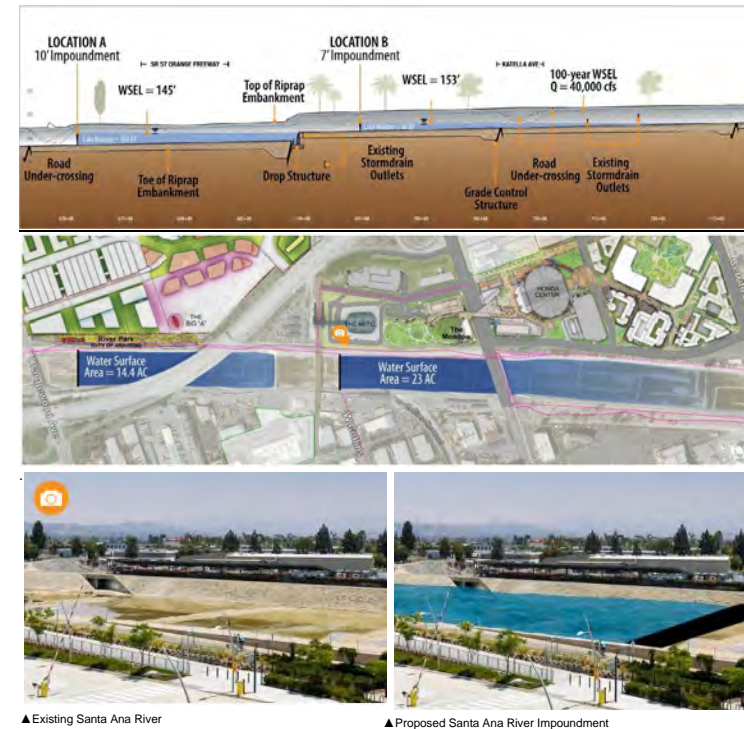 LOCATION A
10' Impoundment
SR 57 ORANGE FREEWAY
WSEL = 145'
Top of Riprap
Embankment
LOCATION B
7' Impoundment
WSEL = 153'
KATELLA AVE
100-year WSEL
Q = 40,000 cfs
Road
Under-crossing
Toe of Riprap
Embankment
Drop Structure
Existing
Stormdrain
Outlets
Grade Control
Structure
Road
Under-crossing
Existing
Stormdrain
Outlets
THE
BIG "A"
River Park
Water Surface
Area = 14.4 AC
ARTIC
The
Meadow
HONDA
CENTER
Water Surface
Area = 23 AC
▲Existing Santa Ana River
▲Proposed Santa Ana River Impoundment